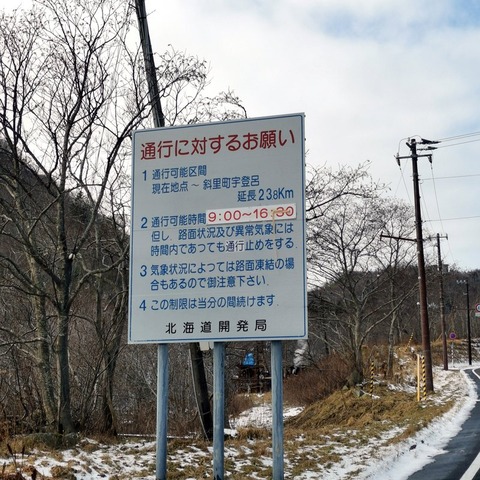 通行に対するお願い
1 通行可能区間
現在地点～斜里町宇登呂
延長 23.8Km
2 通行可能時間 9:00～16:30
但し、路面状況及び異常気象には
時間内であつても通行止めをする.
3 気象状況によつては路面凍結の場
合もあるので御注意下さい.
4 この制限は当分の間続けます.
北海道開発局